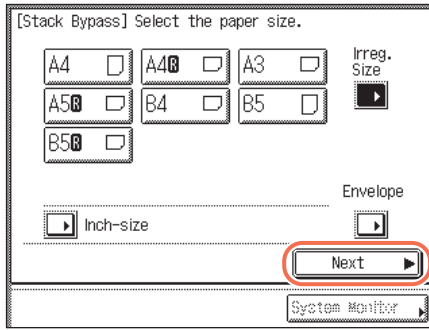 [Stack Bypass] Select the paper size.
A4 A4R A3 Irreg.
Size
A5R B4 B5
B5R
Envelope
Inch-size
Next
System Monitor